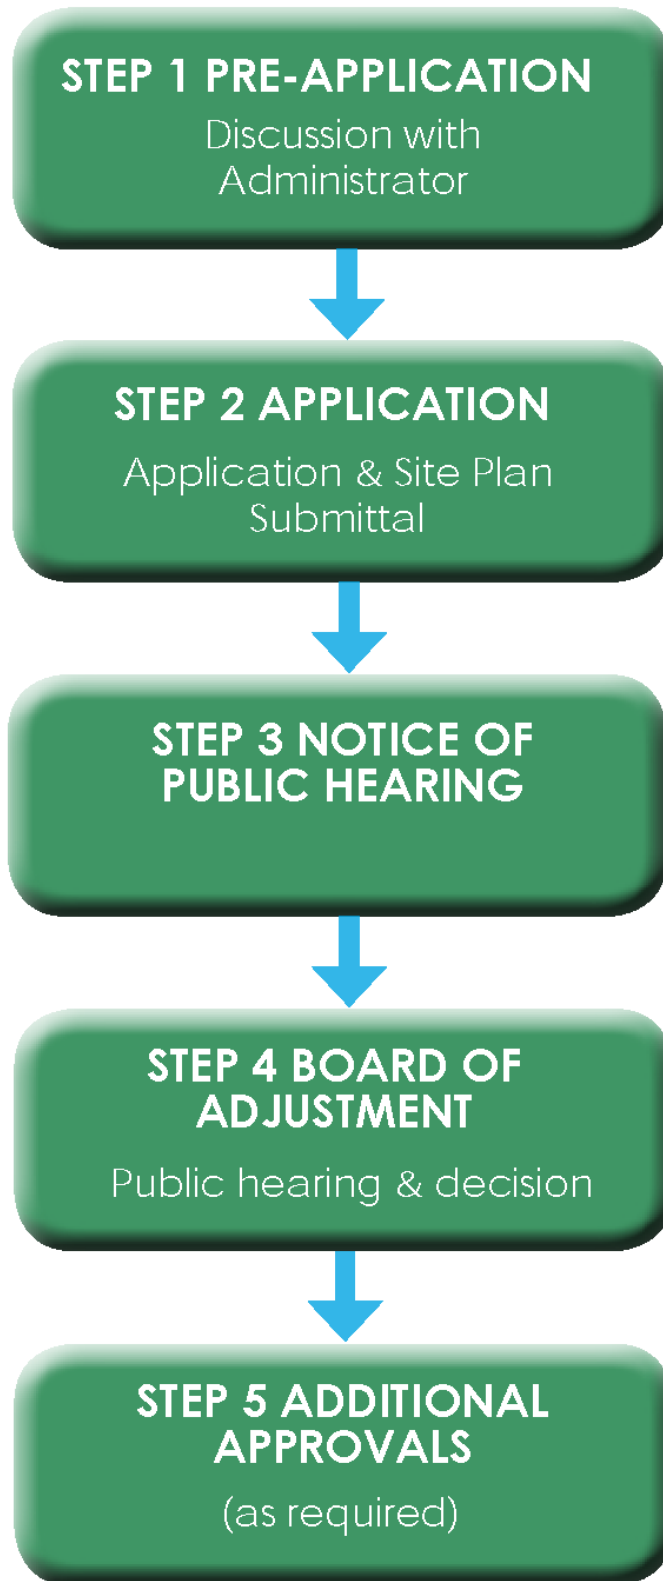 STEP 1 PRE-APPLICATION
Discussion with
Administrator
STEP 2 APPLICATION
Application & Site Plan
Submittal
STEP 3 NOTICE OF
PUBLIC HEARING
STEP 4 BOARD OF
ADJUSTMENT
Public hearing & decision
STEP 5 ADDITIONAL
APPROVALS
(as required)